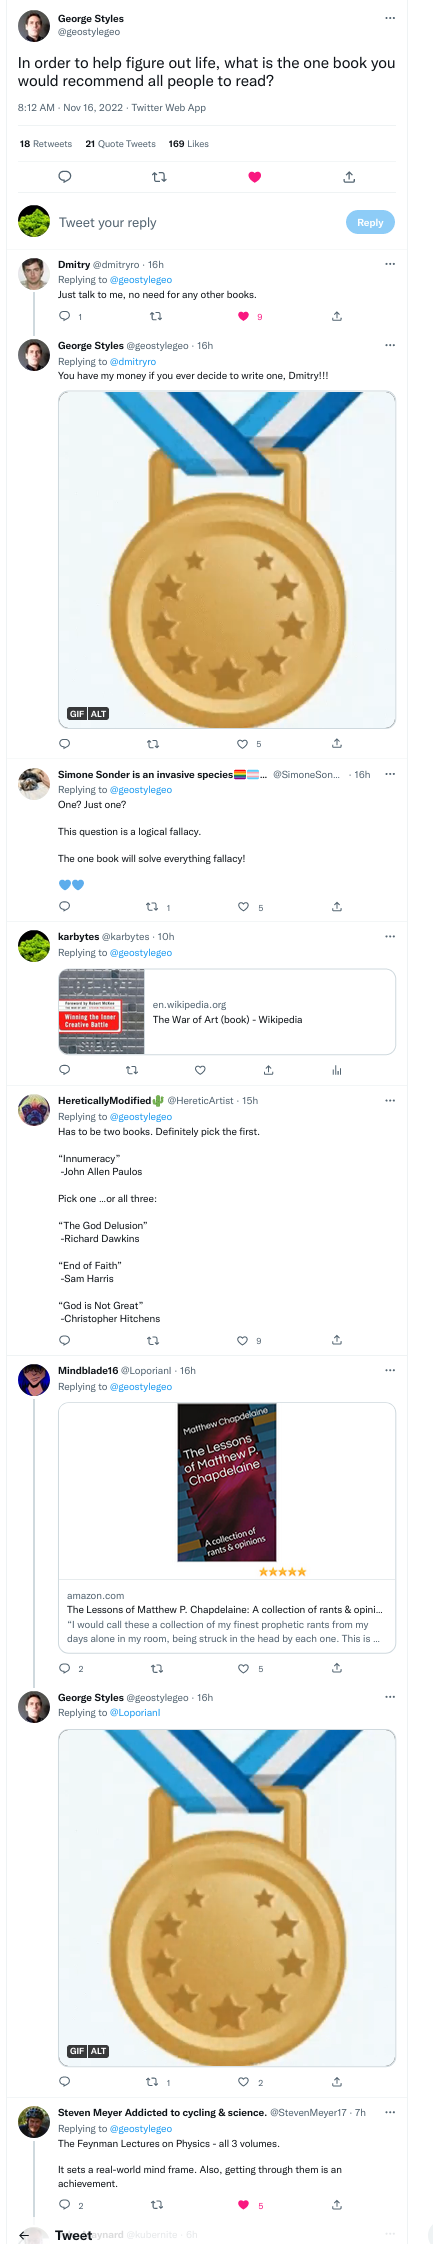 George Styles
@geostylegeo
In order to help figure out life, what is the one book you
would recommend all people to read?
8:12 AM · Nov 16, 2022 · Twitter Web App
18 Retweets 21 Quote Tweets 169 Likes
Tweet your reply Reply
Dmitry @dmitryro · 16h
Replying to @geostylegeo
Just talk to me, no need for any other books.
1 9
George Styles @geostylegeo · 16h
Replying to @dmitryro
You have my money if you ever decide to write one, Dmitry!!!
GIF ALT
5
Simone Sonder is an invasive species🏳️‍🌈🏳️‍⚧️... @SimoneSon... · 16h
Replying to @geostylegeo
One? Just one?
This question is a logical fallacy.
The one book will solve everything fallacy!
💙💙
1 5
karbytes @karbytes · 10h
Replying to @geostylegeo
Foreword by Robert McKee
Winning the Inner
Creative Battle
STEVEN
en.wikipedia.org
The War of Art (book) - Wikipedia
HereticallyModified🌵 @HereticArtist · 15h
Replying to @geostylegeo
Has to be two books. Definitely pick the first.
“Innumeracy”
-John Allen Paulos
Pick one ...or all three:
“The God Delusion”
-Richard Dawkins
“End of Faith”
-Sam Harris
“God is Not Great”
-Christopher Hitchens
9
Mindblade16 @LoporianI · 16h
Replying to @geostylegeo
Matthew Chapdelaine
The Lessons
of Matthew P.
Chapdelaine
A collection of
rants & opinions
amazon.com
The Lessons of Matthew P. Chapdelaine: A collection of rants & opini...
“I would call these a collection of my finest prophetic rants from my
days alone in my room, being struck in the head by each one. This is ...
2 5
George Styles @geostylegeo · 16h
Replying to @LoporianI
GIF ALT
1 2
Steven Meyer Addicted to cycling & science. @StevenMeyer17 · 7h
Replying to @geostylegeo
The Feynman Lectures on Physics - all 3 volumes.
It sets a real-world mind frame. Also, getting through them is an
achievement.
2 5
← Tweet @kubernite · 6h